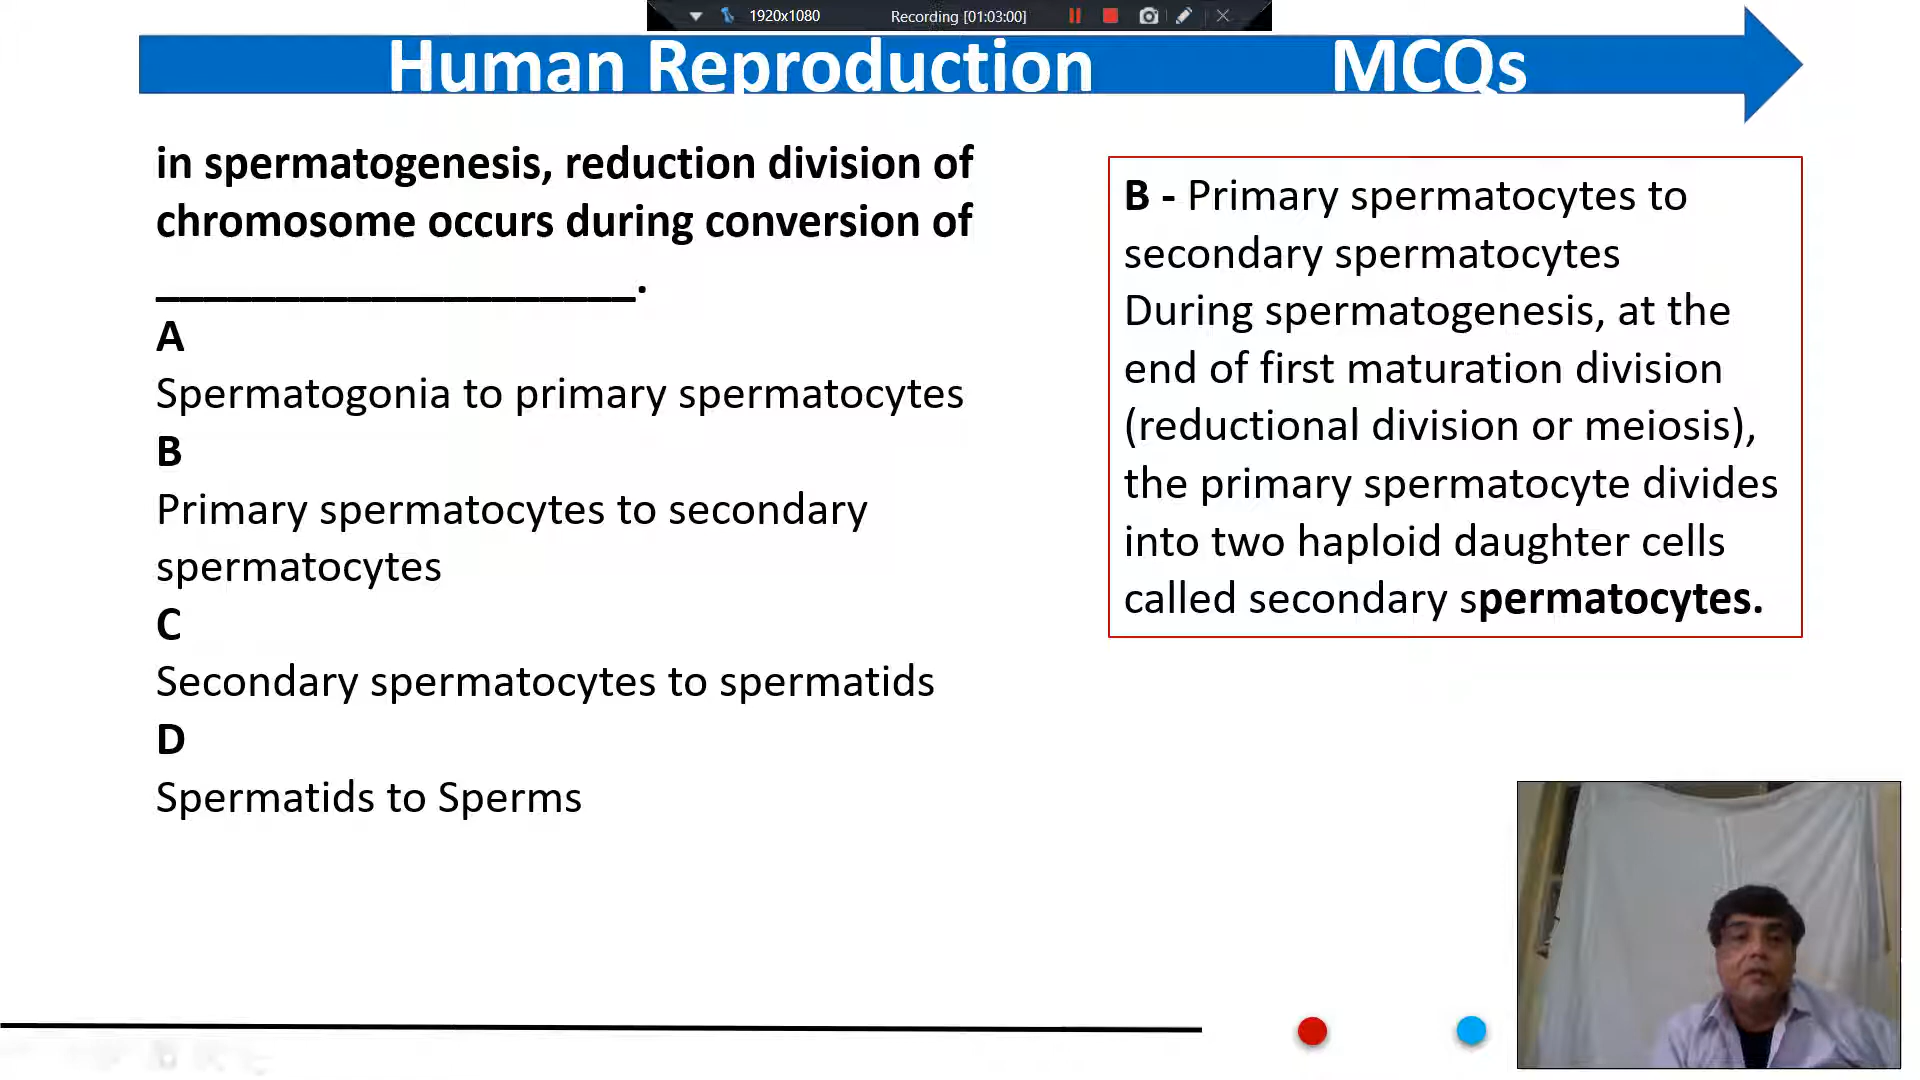 1920x1080 Recording [01:03:00]
Human Reproduction MCQs
in spermatogenesis, reduction division of
chromosome occurs during conversion of
____________________.
A
Spermatogonia to primary spermatocytes
B
Primary spermatocytes to secondary
spermatocytes
C
Secondary spermatocytes to spermatids
D
Spermatids to Sperms
B - Primary spermatocytes to
secondary spermatocytes
During spermatogenesis, at the
end of first maturation division
(reductional division or meiosis),
the primary spermatocyte divides
into two haploid daughter cells
called secondary spermatocytes.